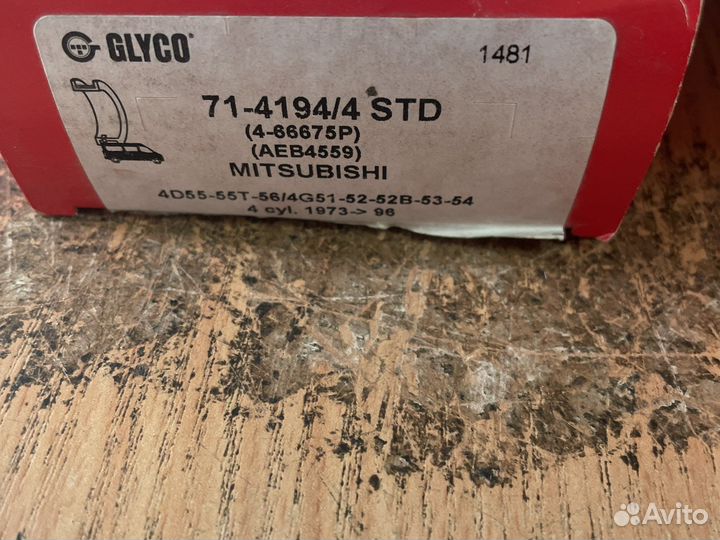 GLYCO
1481
71-4194/4 STD
(4-66675P)
(AEB4559)
MITSUBISHI
4D55-55T-56/4G51-52-52B-53-54
4 cyl. 1973-> 96
Avito